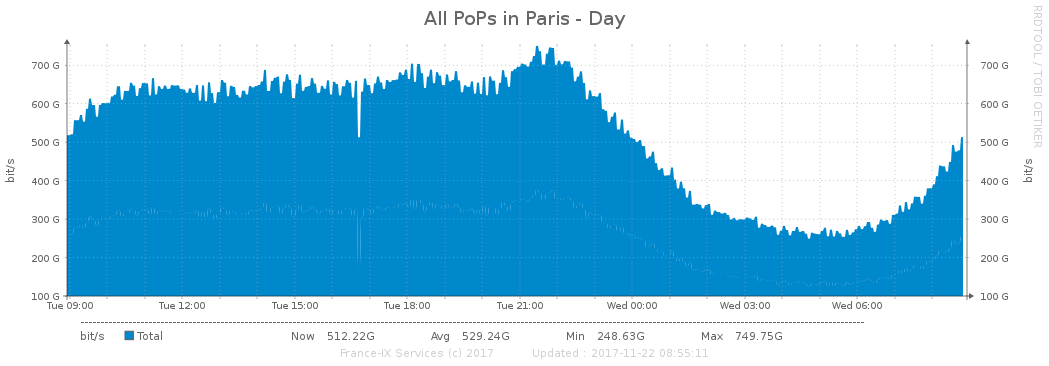 All PoPs in Paris - Day
RRDTOOL / TOBI OETIKER
bit/s
700 G
600 G
500 G
400 G
300 G
200 G
100 G
700 G
600 G
500 G
400 G
300 G
200 G
100 G
bit/s
Tue 09:00 Tue 12:00 Tue 15:00 Tue 18:00 Tue 21:00 Wed 00:00 Wed 03:00 Wed 06:00
bit/s Total Now 512.22G Avg 529.24G Min 248.63G Max 749.75G
France-IX Services (c) 2017 Updated : 2017-11-22 08:55:11